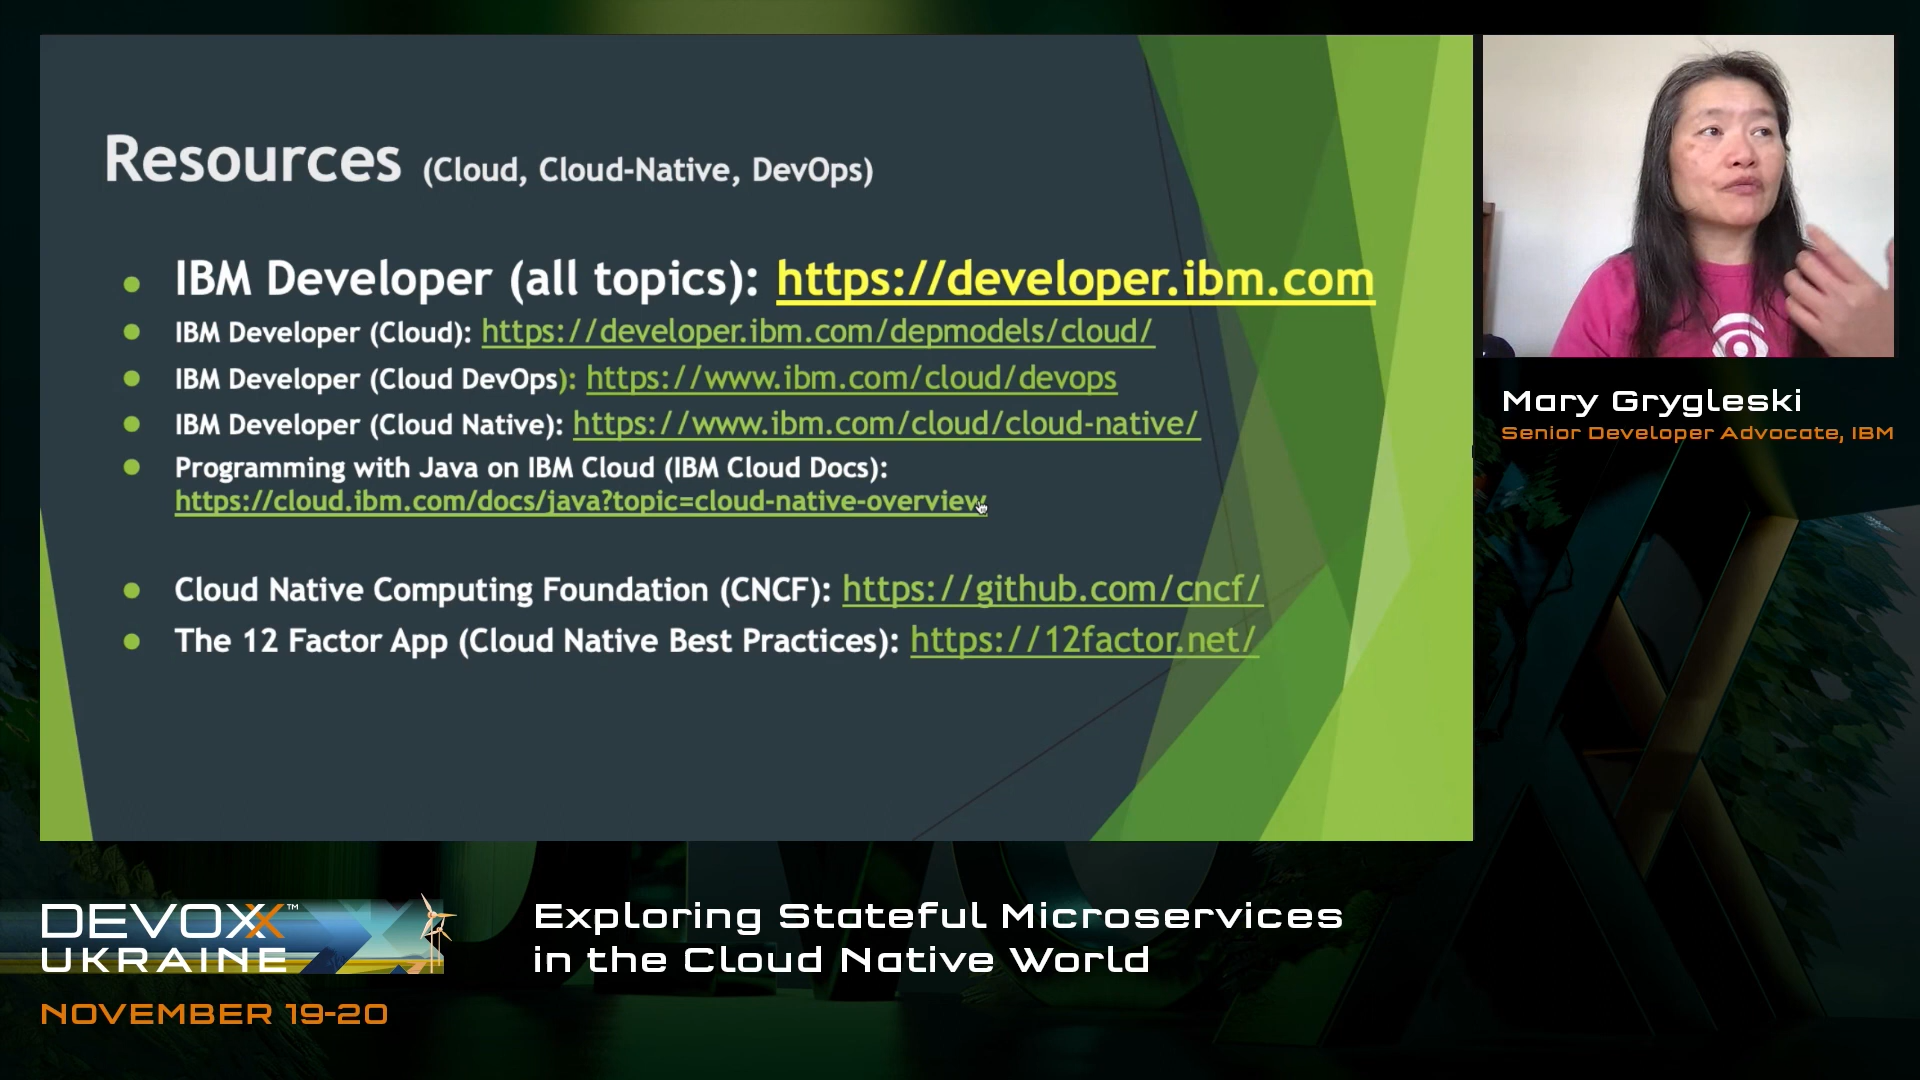 Resources (Cloud, Cloud-Native, DevOps)
IBM Developer (all topics): https://developer.ibm.com
IBM Developer (Cloud): https://developer.ibm.com/depmodels/cloud/
IBM Developer (Cloud DevOps): https://www.ibm.com/cloud/devops
IBM Developer (Cloud Native): https://www.ibm.com/cloud/cloud-native/
Programming with Java on IBM Cloud (IBM Cloud Docs):
https://cloud.ibm.com/docs/java?topic=cloud-native-overview
Cloud Native Computing Foundation (CNCF): https://github.com/cncf/
The 12 Factor App (Cloud Native Best Practices): https://12factor.net/
Mary Grygleski
Senior Developer Advocate, IBM
DEVOXX™
UKRAINE
NOVEMBER 19-20
Exploring Stateful Microservices
in the Cloud Native World